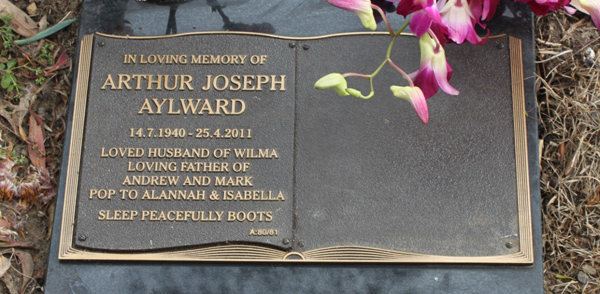 IN LOVING MEMORY OF
ARTHUR JOSEPH
AYLWARD
14.7.1940 - 25.4.2011
LOVED HUSBAND OF WILMA
LOVING FATHER OF
ANDREW AND MARK
POP TO ALANNAH & ISABELLA
SLEEP PEACEFULLY BOOTS
A:80/61